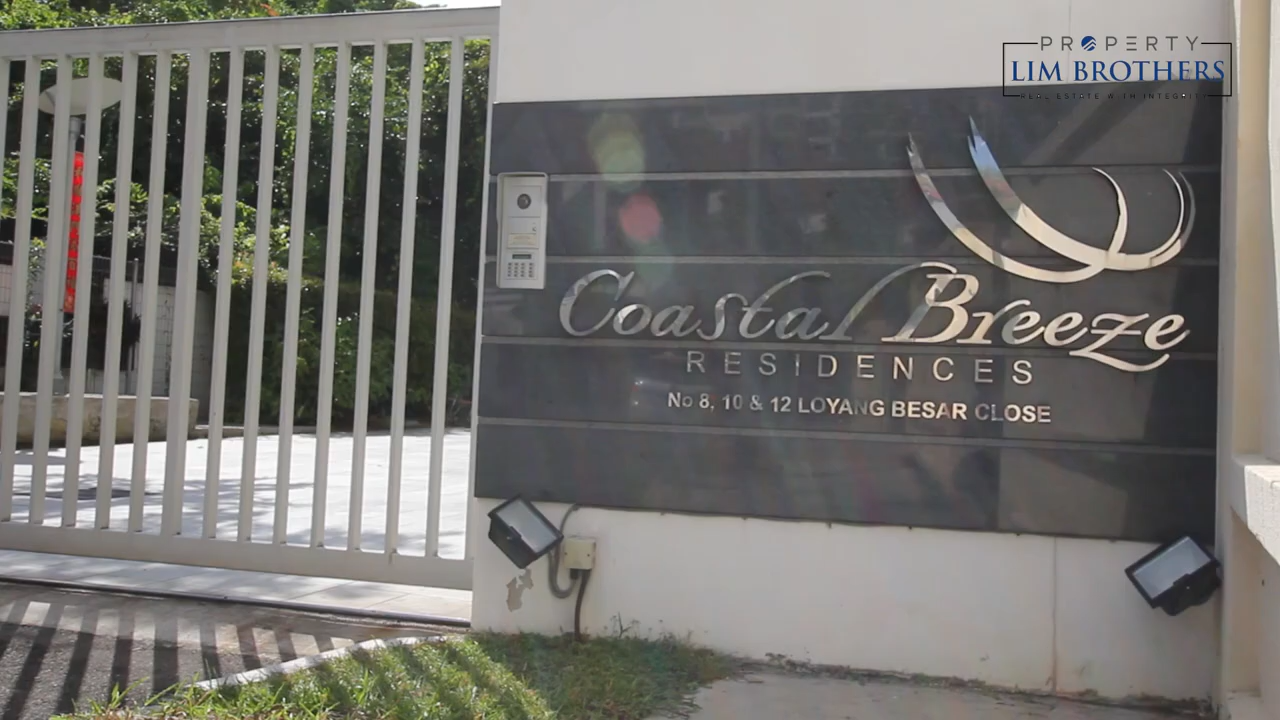 PROPERTY
LIM BROTHERS
REAL ESTATE WITH INTEGRITY
Coastal Breeze
RESIDENCES
No 8, 10 & 12 LOYANG BESAR CLOSE